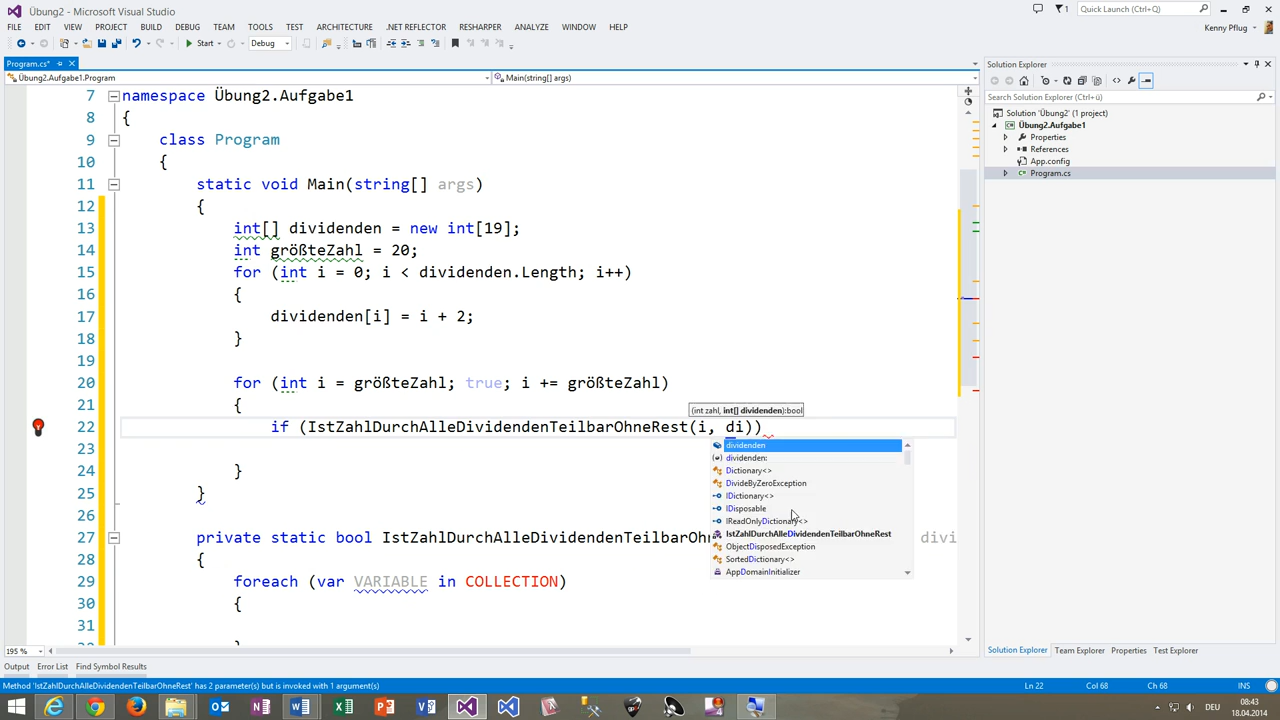 Übung2 - Microsoft Visual Studio
Quick Launch (Ctrl+Q)
FILE EDIT VIEW PROJECT BUILD DEBUG TEAM TOOLS TEST ARCHITECTURE .NET REFLECTOR RESHARPER ANALYZE WINDOW HELP
Kenny Pflug
Start Debug
Program.cs*
Übung2.Aufgabe1.Program
Main(string[] args)
7 namespace Übung2.Aufgabe1
8 {
9 class Program
10 {
11 static void Main(string[] args)
12 {
13 int[] dividenden = new int[19];
14 int größteZahl = 20;
15 for (int i = 0; i < dividenden.Length; i++)
16 {
17 dividenden[i] = i + 2;
18 }
19
20 for (int i = größteZahl; true; i += größteZahl)
21 {
(int zahl, int[] dividenden):bool
22 if (IstZahlDurchAlleDividendenTeilbarOhneRest(i, di))
dividenden
dividenden:
Dictionary<>
DivideByZeroException
IDictionary<>
IDisposable
IReadOnlyDictionary<>
IstZahlDurchAlleDividendenTeilbarOhneRest
ObjectDisposedException
SortedDictionary<>
AppDomainInitializer
23
24 }
25 }
26
27 private static bool IstZahlDurchAlleDividendenTeilbarOh divi
28 {
29 foreach (var VARIABLE in COLLECTION)
30 {
31
195 %
Solution Explorer
Search Solution Explorer (Ctrl+ü)
Solution 'Übung2' (1 project)
Übung2.Aufgabe1
Properties
References
App.config
Program.cs
Solution Explorer Team Explorer Properties Test Explorer
Output Error List Find Symbol Results
Method 'IstZahlDurchAlleDividendenTeilbarOhneRest' has 2 parameter(s) but is invoked with 1 argument(s)
Ln 22 Col 68 Ch 68 INS
DEU
08:43
18.04.2014